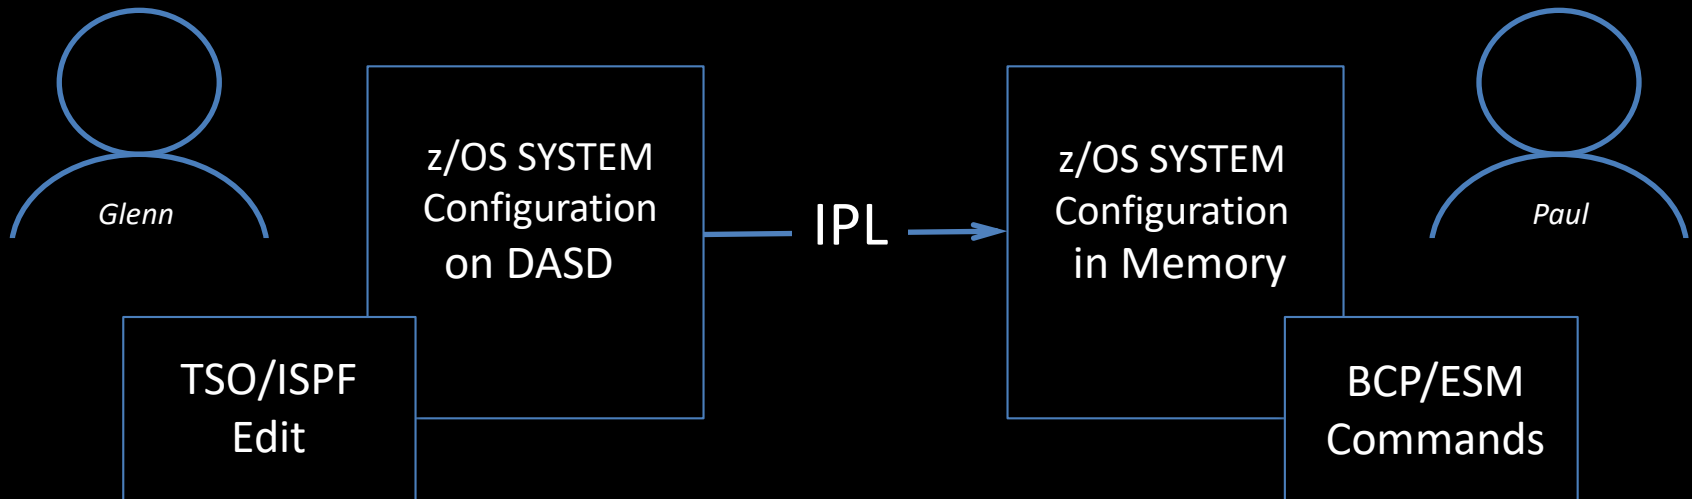 Glenn
z/OS SYSTEM
Configuration
on DASD
TSO/ISPF
Edit
IPL
z/OS SYSTEM
Configuration
in Memory
BCP/ESM
Commands
Paul